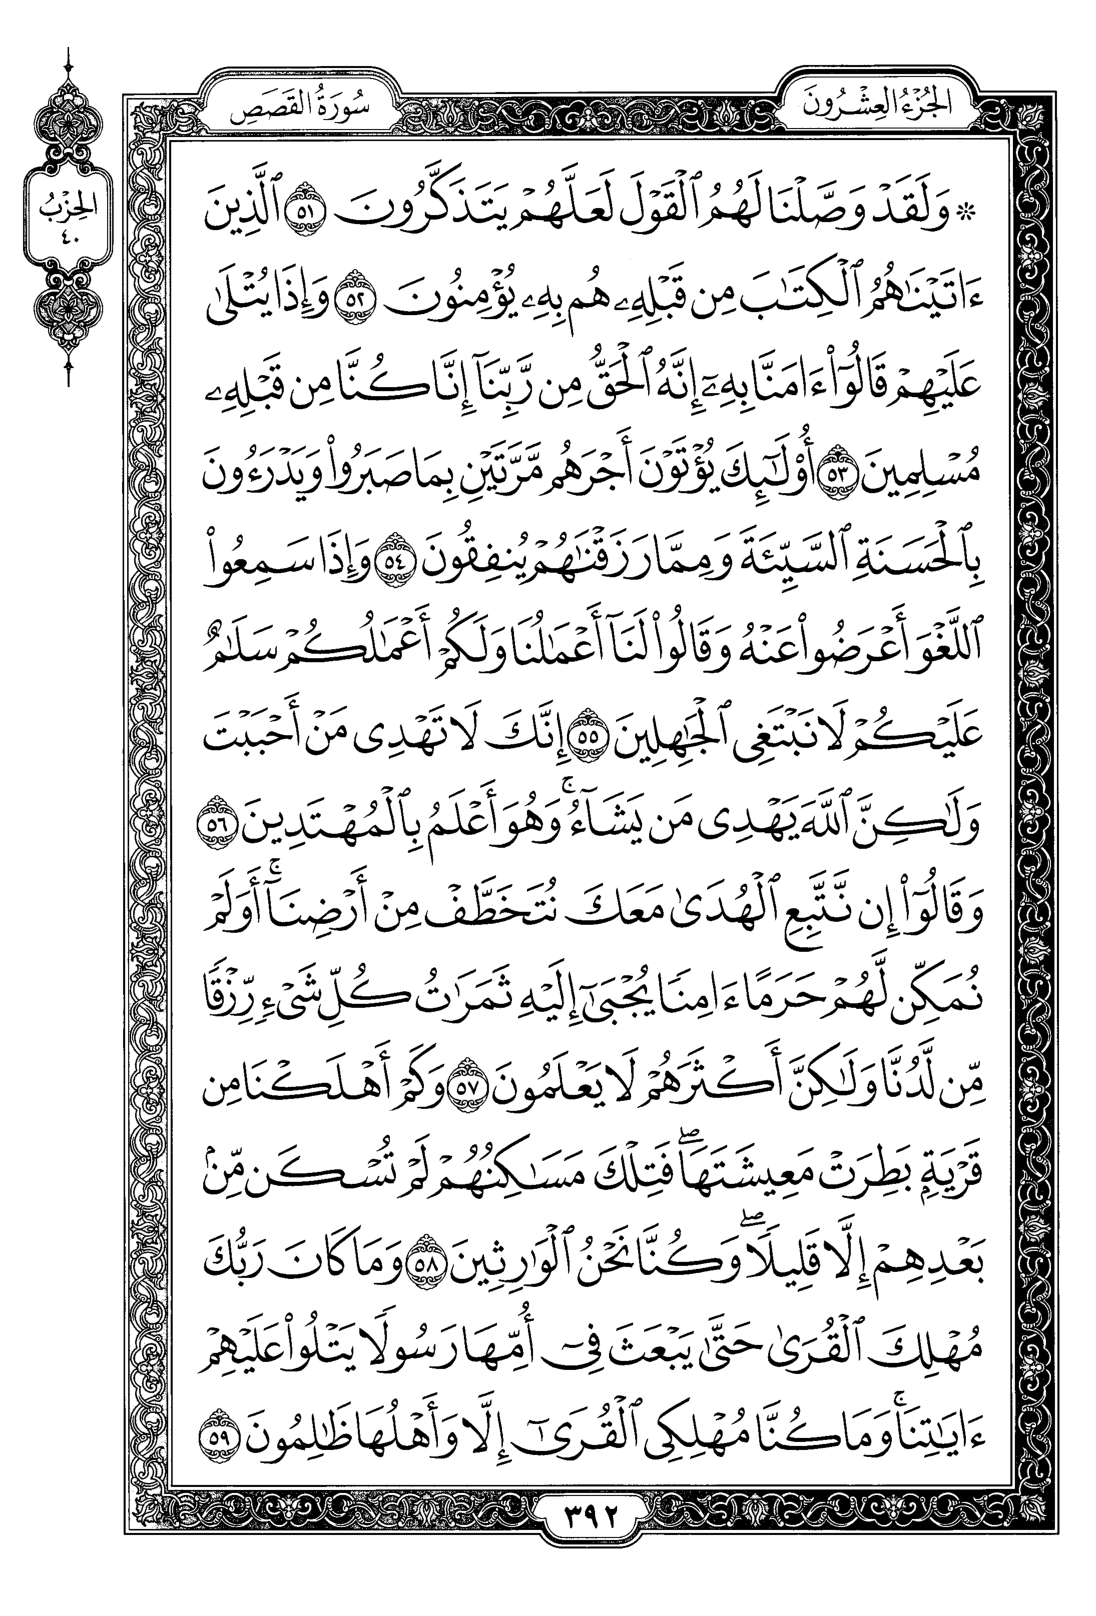 الجُزْءُ العِشْرُونَ
سُورَةُ القَصَصِ
الحِزْبُ
٤٠
* وَلَقَدْ وَصَّلْنَا لَهُمُ ٱلْقَوْلَ لَعَلَّهُمْ يَتَذَكَّرُونَ ٥١ ٱلَّذِينَ
ءَاتَيْنَٰهُمُ ٱلْكِتَٰبَ مِن قَبْلِهِۦ هُم بِهِۦ يُؤْمِنُونَ ٥٢ وَإِذَا يُتْلَىٰ
عَلَيْهِمْ قَالُوٓا۟ ءَامَنَّا بِهِۦٓ إِنَّهُ ٱلْحَقُّ مِن رَّبِّنَآ إِنَّا كُنَّا مِن قَبْلِهِۦ
مُسْلِمِينَ ٥٣ أُو۟لَٰٓئِكَ يُؤْتَوْنَ أَجْرَهُم مَّرَّتَيْنِ بِمَا صَبَرُوا۟ وَيَدْرَءُونَ
بِٱلْحَسَنَةِ ٱلسَّيِّئَةَ وَمِمَّا رَزَقْنَٰهُمْ يُنفِقُونَ ٥٤ وَإِذَا سَمِعُوا۟
ٱللَّغْوَ أَعْرَضُوا۟ عَنْهُ وَقَالُوا۟ لَنَآ أَعْمَٰلُنَا وَلَكُمْ أَعْمَٰلُكُمْ سَلَٰمٌ
عَلَيْكُمْ لَا نَبْتَغِى ٱلْجَٰهِلِينَ ٥٥ إِنَّكَ لَا تَهْدِى مَنْ أَحْبَبْتَ
وَلَٰكِنَّ ٱللَّهَ يَهْدِى مَن يَشَآءُ ۚ وَهُوَ أَعْلَمُ بِٱلْمُهْتَدِينَ ٥٦
وَقَالُوٓا۟ إِن نَّتَّبِعِ ٱلْهُدَىٰ مَعَكَ نُتَخَطَّفْ مِنْ أَرْضِنَآ ۚ أَوَلَمْ
نُمَكِّن لَّهُمْ حَرَمًا ءَامِنًا يُجْبَىٰٓ إِلَيْهِ ثَمَرَٰتُ كُلِّ شَىْءٍ رِّزْقًا
مِّن لَّدُنَّا وَلَٰكِنَّ أَكْثَرَهُمْ لَا يَعْلَمُونَ ٥٧ وَكَمْ أَهْلَكْنَا مِن
قَرْيَةٍۭ بَطِرَتْ مَعِيشَتَهَا ۖ فَتِلْكَ مَسَٰكِنُهُمْ لَمْ تُسْكَن مِّنۢ
بَعْدِهِمْ إِلَّا قَلِيلًا ۖ وَكُنَّا نَحْنُ ٱلْوَٰرِثِينَ ٥٨ وَمَا كَانَ رَبُّكَ
مُهْلِكَ ٱلْقُرَىٰ حَتَّىٰ يَبْعَثَ فِىٓ أُمِّهَا رَسُولًا يَتْلُوا۟ عَلَيْهِمْ
ءَايَٰتِنَا ۚ وَمَا كُنَّا مُهْلِكِى ٱلْقُرَىٰٓ إِلَّا وَأَهْلُهَا ظَٰلِمُونَ ٥٩
٣٩٢